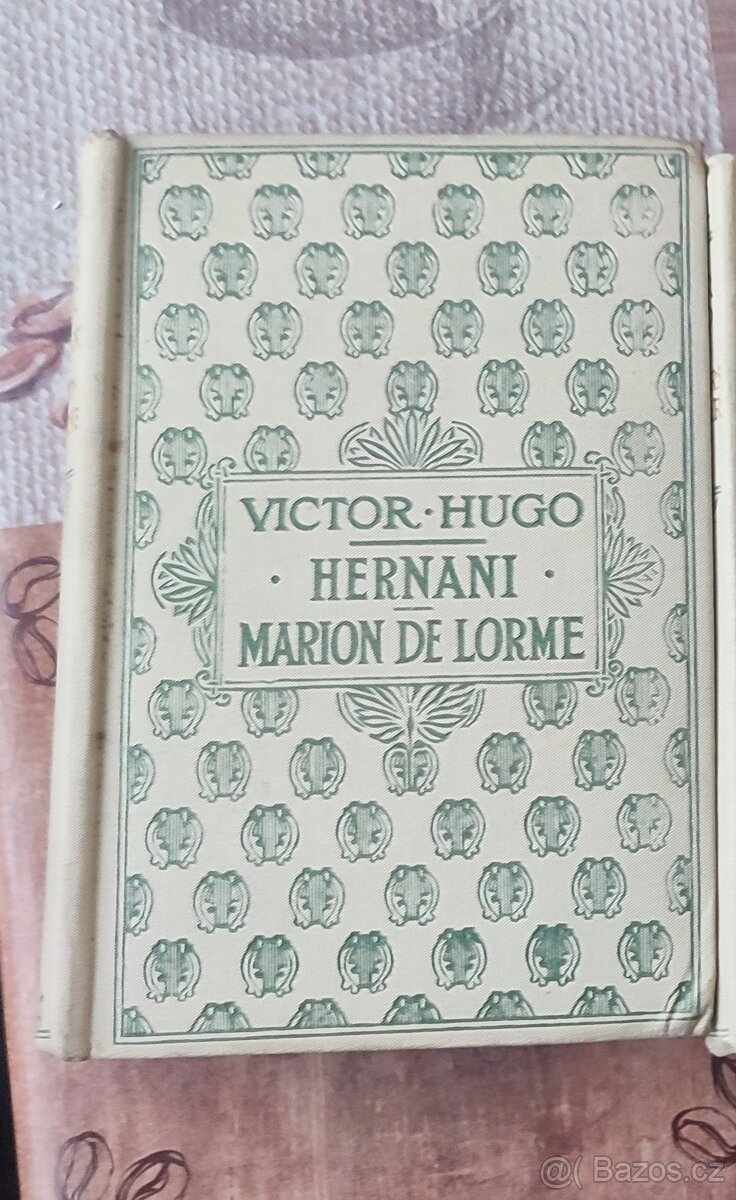 VICTOR · HUGO
· HERNANI ·
MARION DE LORME
@( Bazos.cz